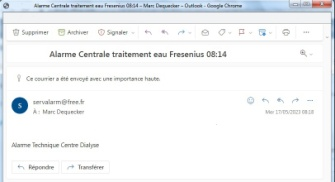 Alarme Centrale traitement eau Fresenius 08:14 – Marc Dequecker – Outlook - Google Chrome
Supprimer Archiver Signaler
Alarme Centrale traitement eau Fresenius 08:14
Ce courrier a été envoyé avec une importance haute.
S
servalarm@free.fr
À : Marc Dequecker
Mer 17/05/2023 08:18
Alarme Technique Centre Dialyse
Répondre Transférer